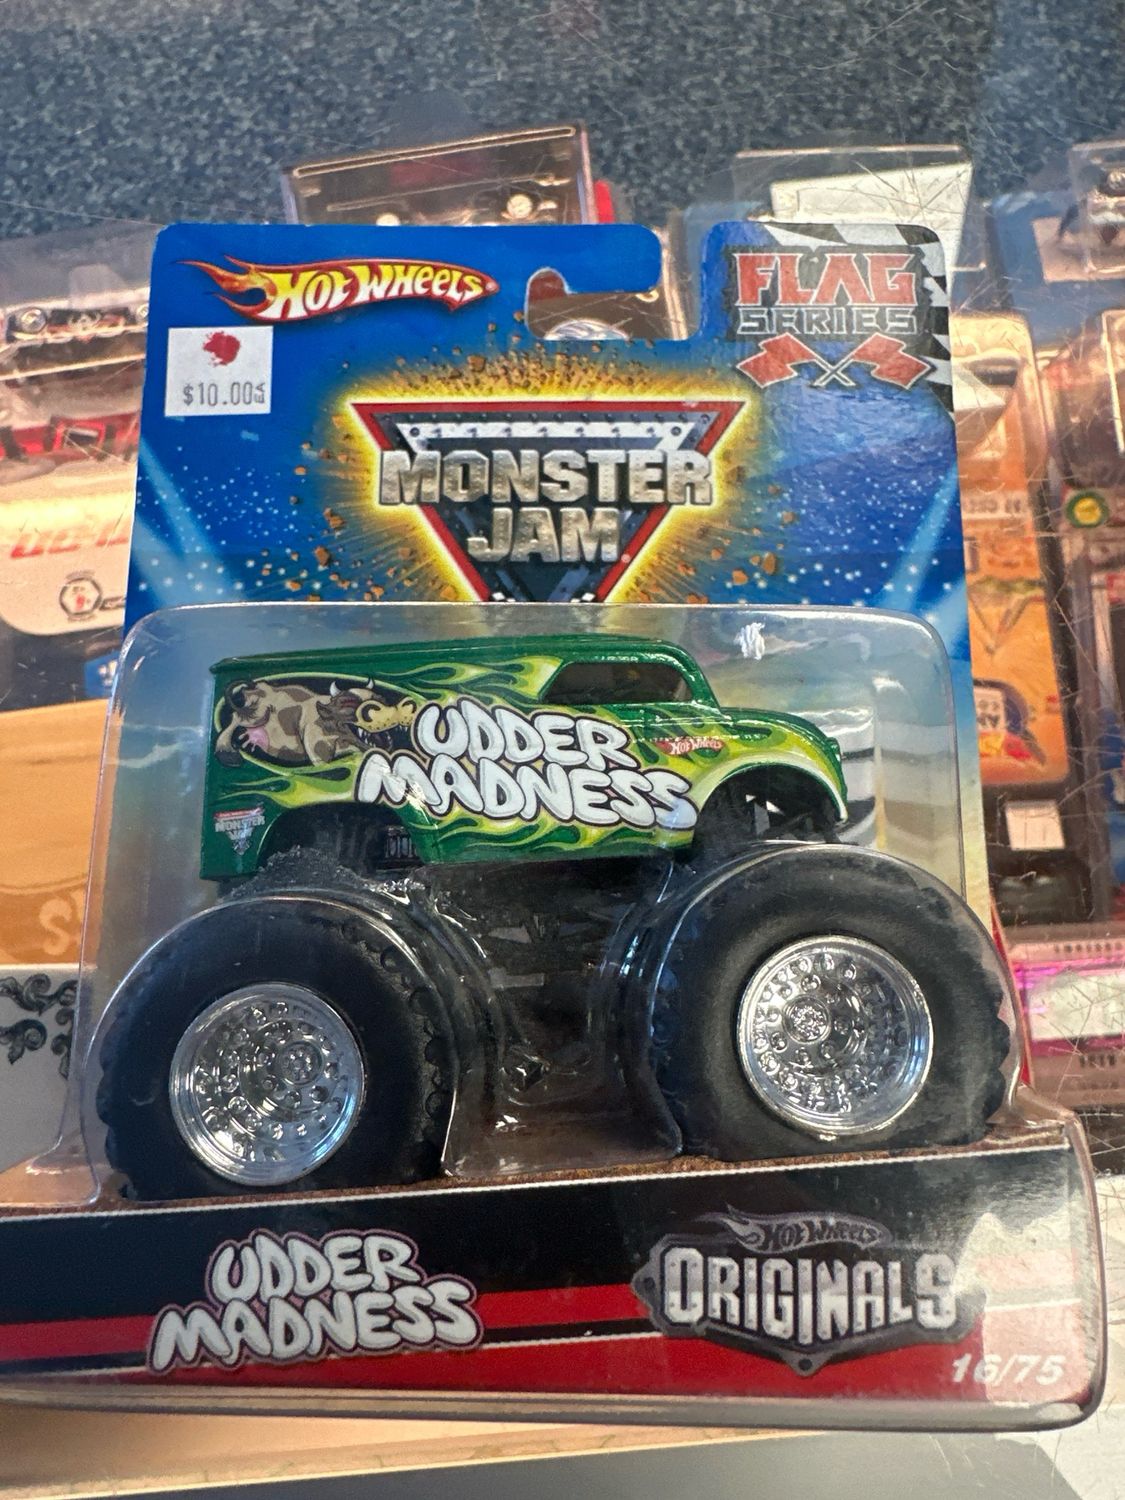 HOT WHEELS®
FLAG
SERIES
$10.00
MONSTER
JAM
UDDER
MADNESS
HOT WHEELS
MONSTER
JAM
UDDER
MADNESS
HOT WHEELS
ORIGINALS
16/75